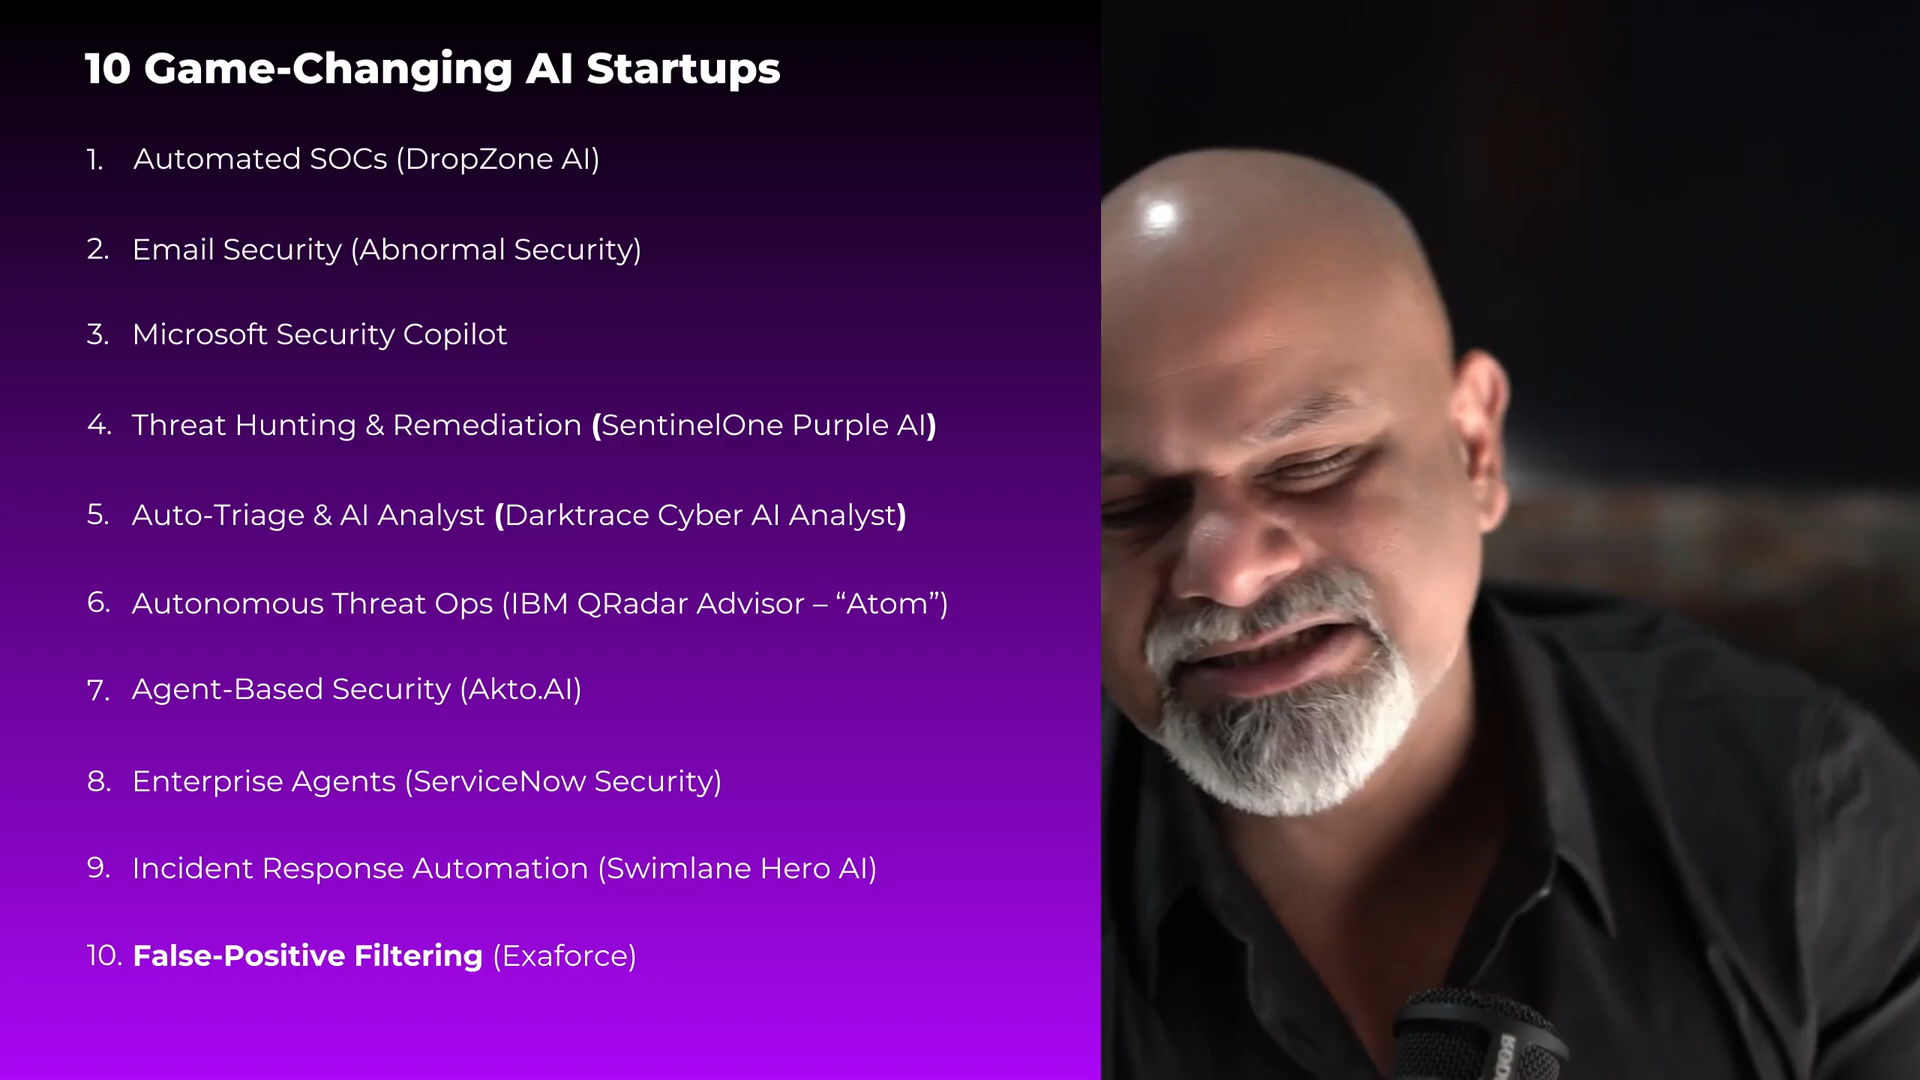 10 Game-Changing AI Startups
1. Automated SOCs (DropZone AI)
2. Email Security (Abnormal Security)
3. Microsoft Security Copilot
4. Threat Hunting & Remediation (SentinelOne Purple AI)
5. Auto-Triage & AI Analyst (Darktrace Cyber AI Analyst)
6. Autonomous Threat Ops (IBM QRadar Advisor – “Atom”)
7. Agent-Based Security (Akto.AI)
8. Enterprise Agents (ServiceNow Security)
9. Incident Response Automation (Swimlane Hero AI)
10. False-Positive Filtering (Exaforce)